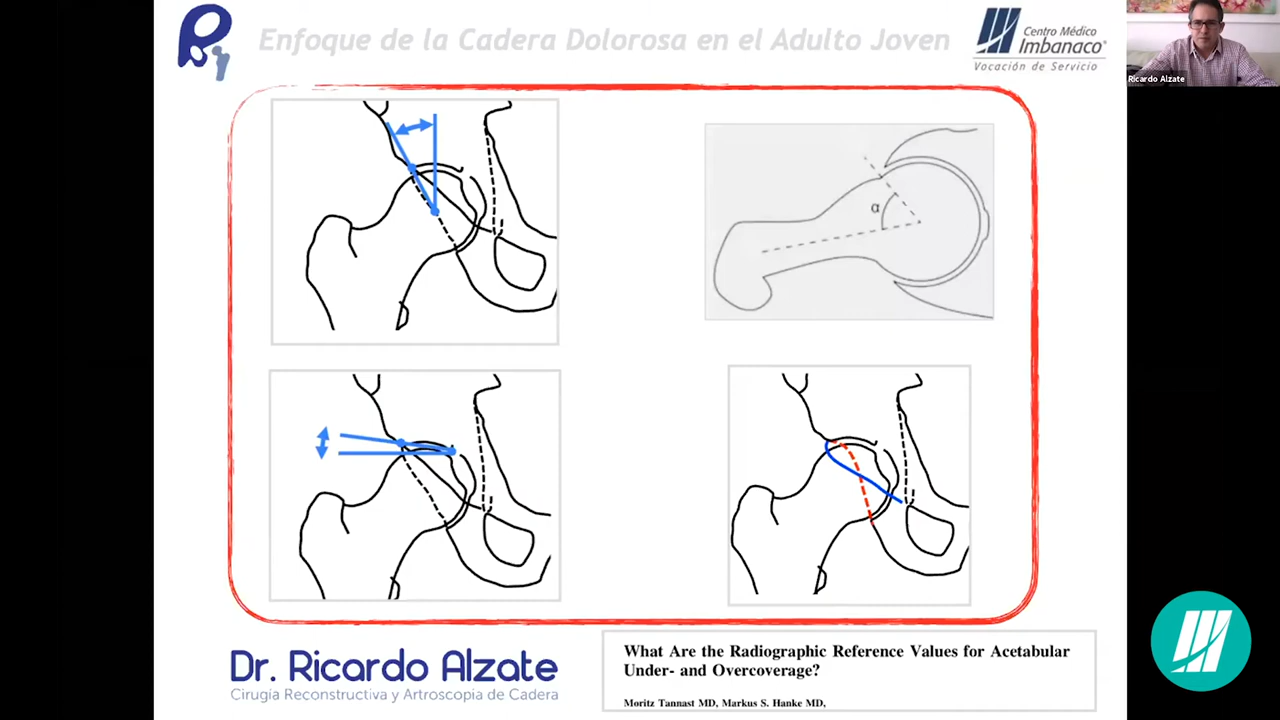 Enfoque de la Cadera Dolorosa en el Adulto Joven
Centro Médico
Imbanaco®
Vocación de Servicio
Ricardo Alzate
α
Dr. Ricardo Alzate
Cirugía Reconstructiva y Artroscopia de Cadera
What Are the Radiographic Reference Values for Acetabular
Under- and Overcoverage?
Moritz Tannast MD, Markus S. Hanke MD,